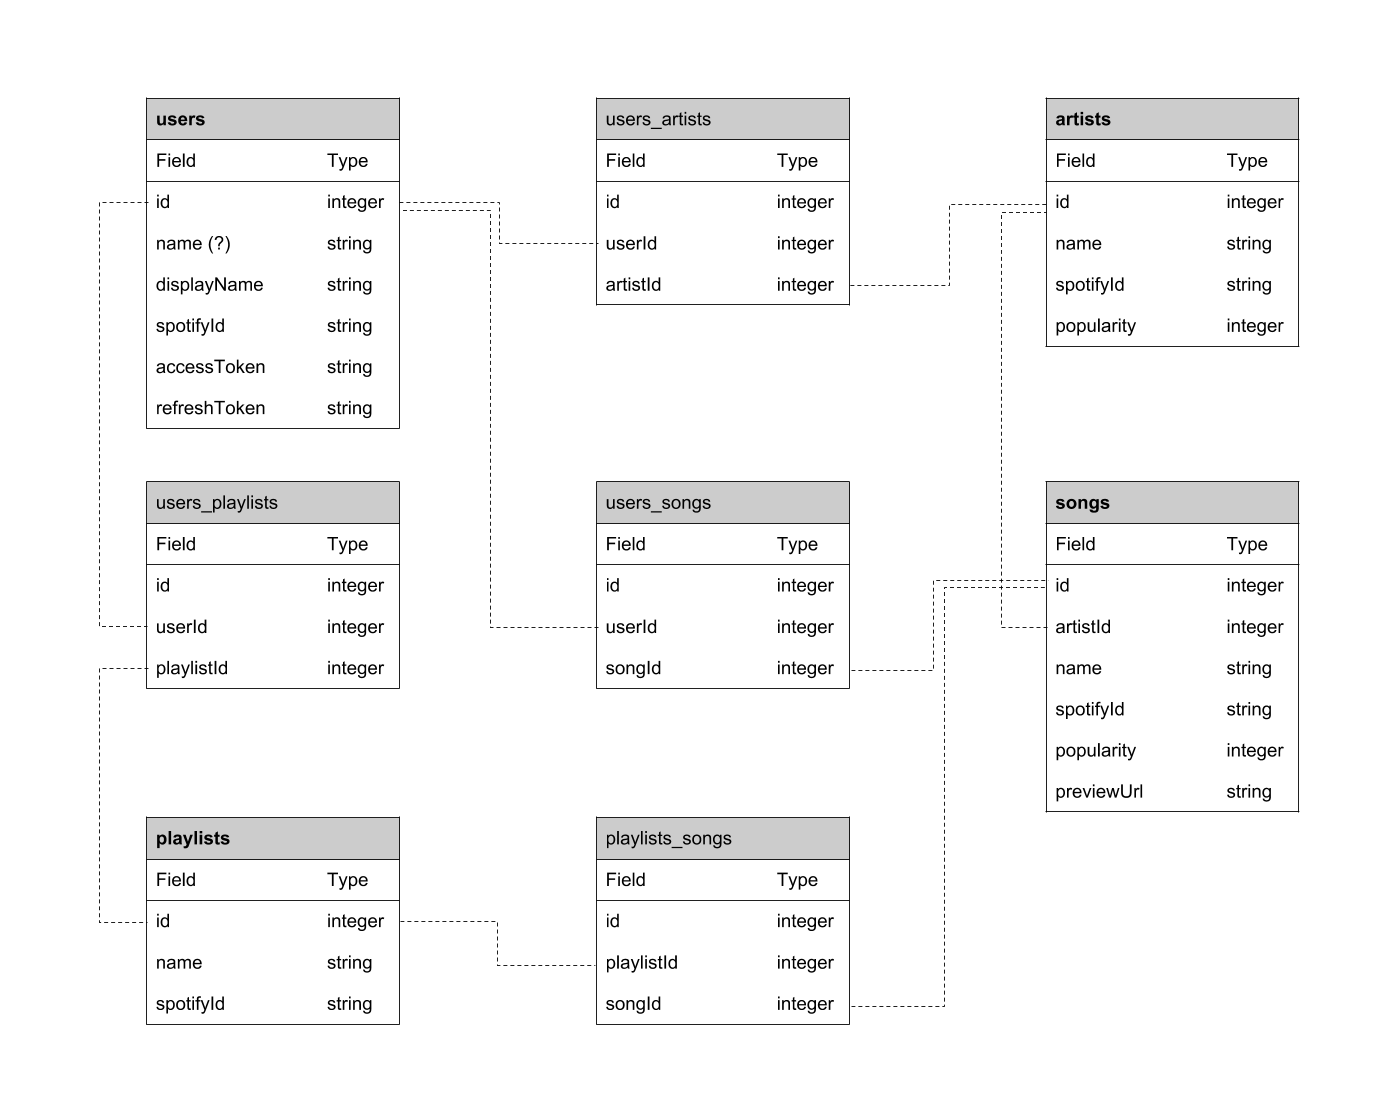 users
Field Type
id integer
name (?) string
displayName string
spotifyId string
accessToken string
refreshToken string
users_artists
Field Type
id integer
userId integer
artistId integer
artists
Field Type
id integer
name string
spotifyId string
popularity integer
users_playlists
Field Type
id integer
userId integer
playlistId integer
users_songs
Field Type
id integer
userId integer
songId integer
songs
Field Type
id integer
artistId integer
name string
spotifyId string
popularity integer
previewUrl string
playlists
Field Type
id integer
name string
spotifyId string
playlists_songs
Field Type
id integer
playlistId integer
songId integer